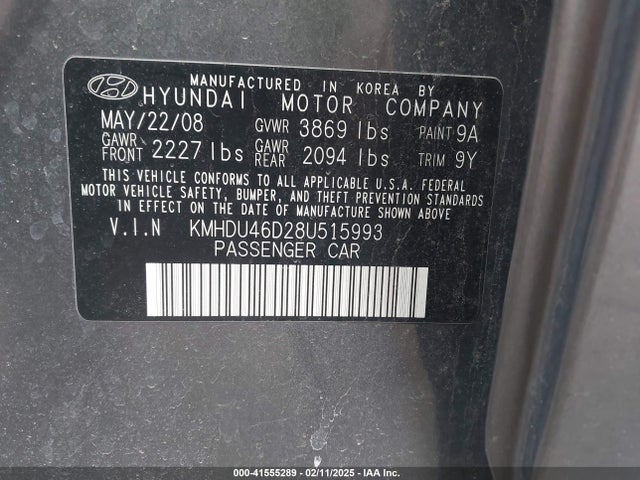 MANUFACTURED IN KOREA BY
HYUNDAI MOTOR COMPANY
MAY/22/08 GVWR 3869 lbs PAINT 9A
GAWR FRONT 2227 lbs GAWR REAR 2094 lbs TRIM 9Y
THIS VEHICLE CONFORMS TO ALL APPLICABLE U.S.A. FEDERAL
MOTOR VEHICLE SAFETY, BUMPER, AND THEFT PREVENTION STANDARDS
IN EFFECT ON THE DATE OF MANUFACTURE SHOWN ABOVE
V.I.N KMHDU46D28U515993
PASSENGER CAR
000-41555289 - 02/11/2025 - IAA Inc.